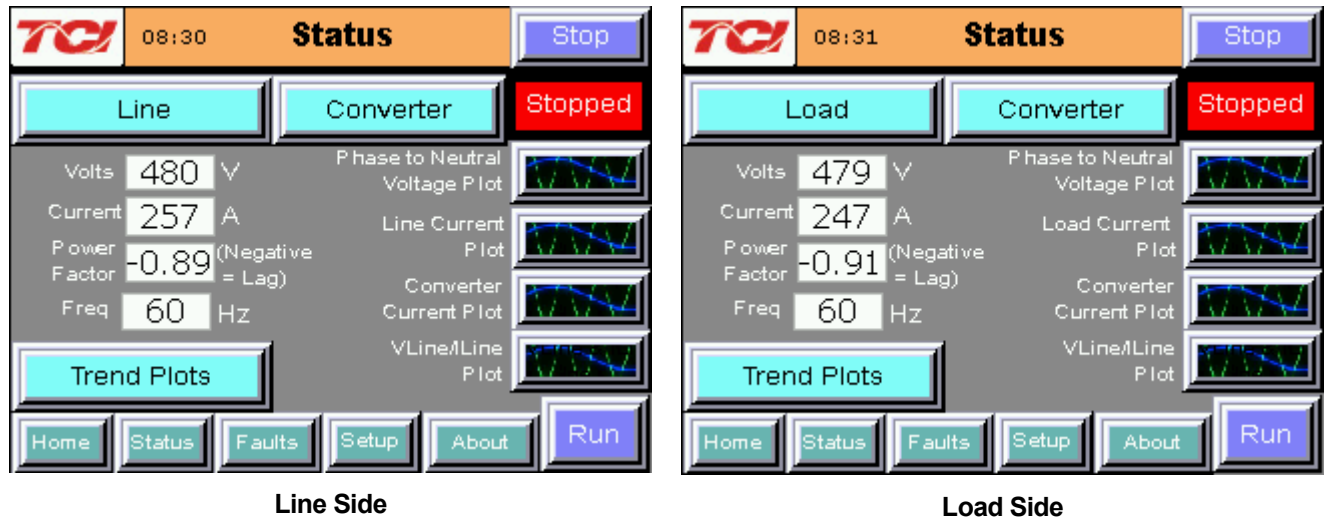 TCI 08:30 Status Stop
Line Converter Stopped
Volts 480 V
Phase to Neutral
Voltage Plot
Current 257 A
Line Current
Plot
Power
Factor -0.89 (Negative
= Lag)
Converter
Current Plot
Freq 60 Hz
VLine/ILine
Plot
Trend Plots
Home Status Faults Setup About Run
Line Side
TCI 08:31 Status Stop
Load Converter Stopped
Volts 479 V
Phase to Neutral
Voltage Plot
Current 247 A
Load Current
Plot
Power
Factor -0.91 (Negative
= Lag)
Converter
Current Plot
Freq 60 Hz
VLine/ILine
Plot
Trend Plots
Home Status Faults Setup About Run
Load Side